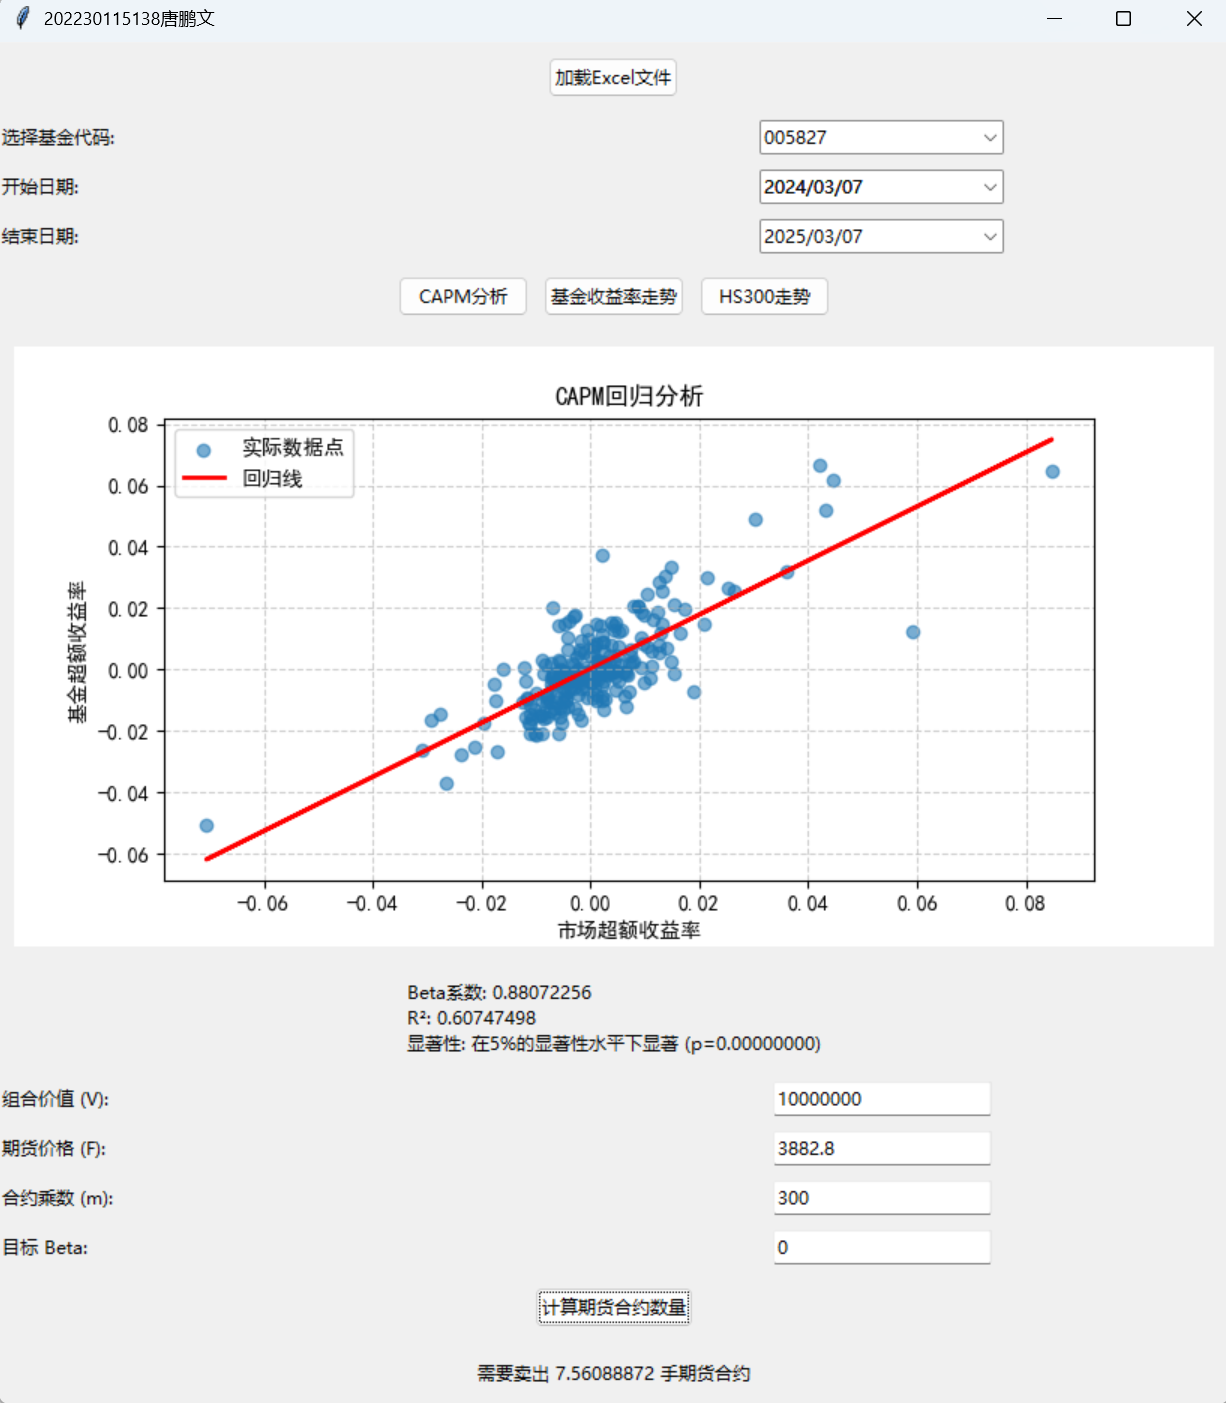 202230115138唐鹏文
加载Excel文件
选择基金代码:
005827
开始日期:
2024/03/07
结束日期:
2025/03/07
CAPM分析 基金收益率走势 HS300走势
CAPM回归分析
实际数据点
回归线
基金超额收益率
0.08
0.06
0.04
0.02
0.00
−0.02
−0.04
−0.06
−0.06 −0.04 −0.02 0.00 0.02 0.04 0.06 0.08
市场超额收益率
Beta系数: 0.88072256
R²: 0.60747498
显著性: 在5%的显著性水平下显著 (p=0.00000000)
组合价值 (V):
10000000
期货价格 (F):
3882.8
合约乘数 (m):
300
目标 Beta:
0
计算期货合约数量
需要卖出 7.56088872 手期货合约